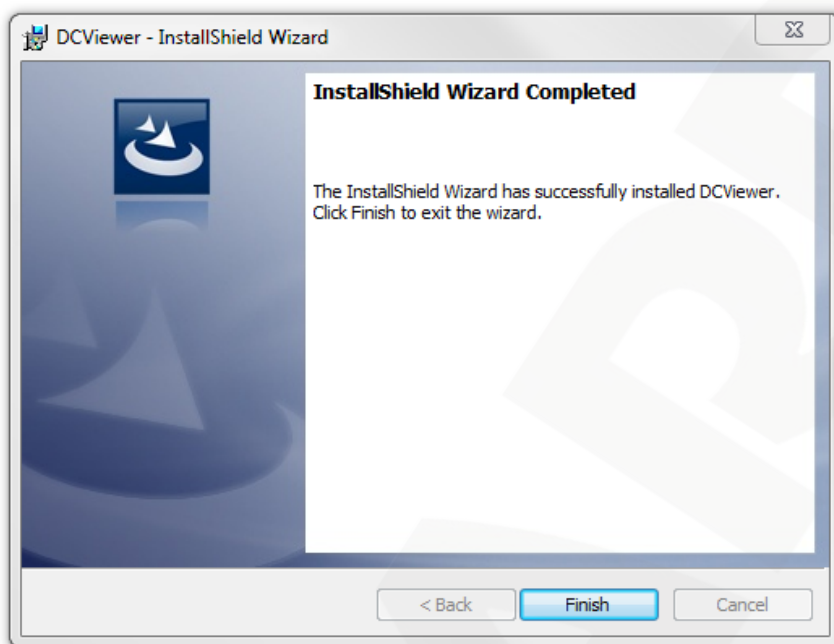 DCViewer - InstallShield Wizard
InstallShield Wizard Completed
The InstallShield Wizard has successfully installed DCViewer.
Click Finish to exit the wizard.
< Back
Finish
Cancel